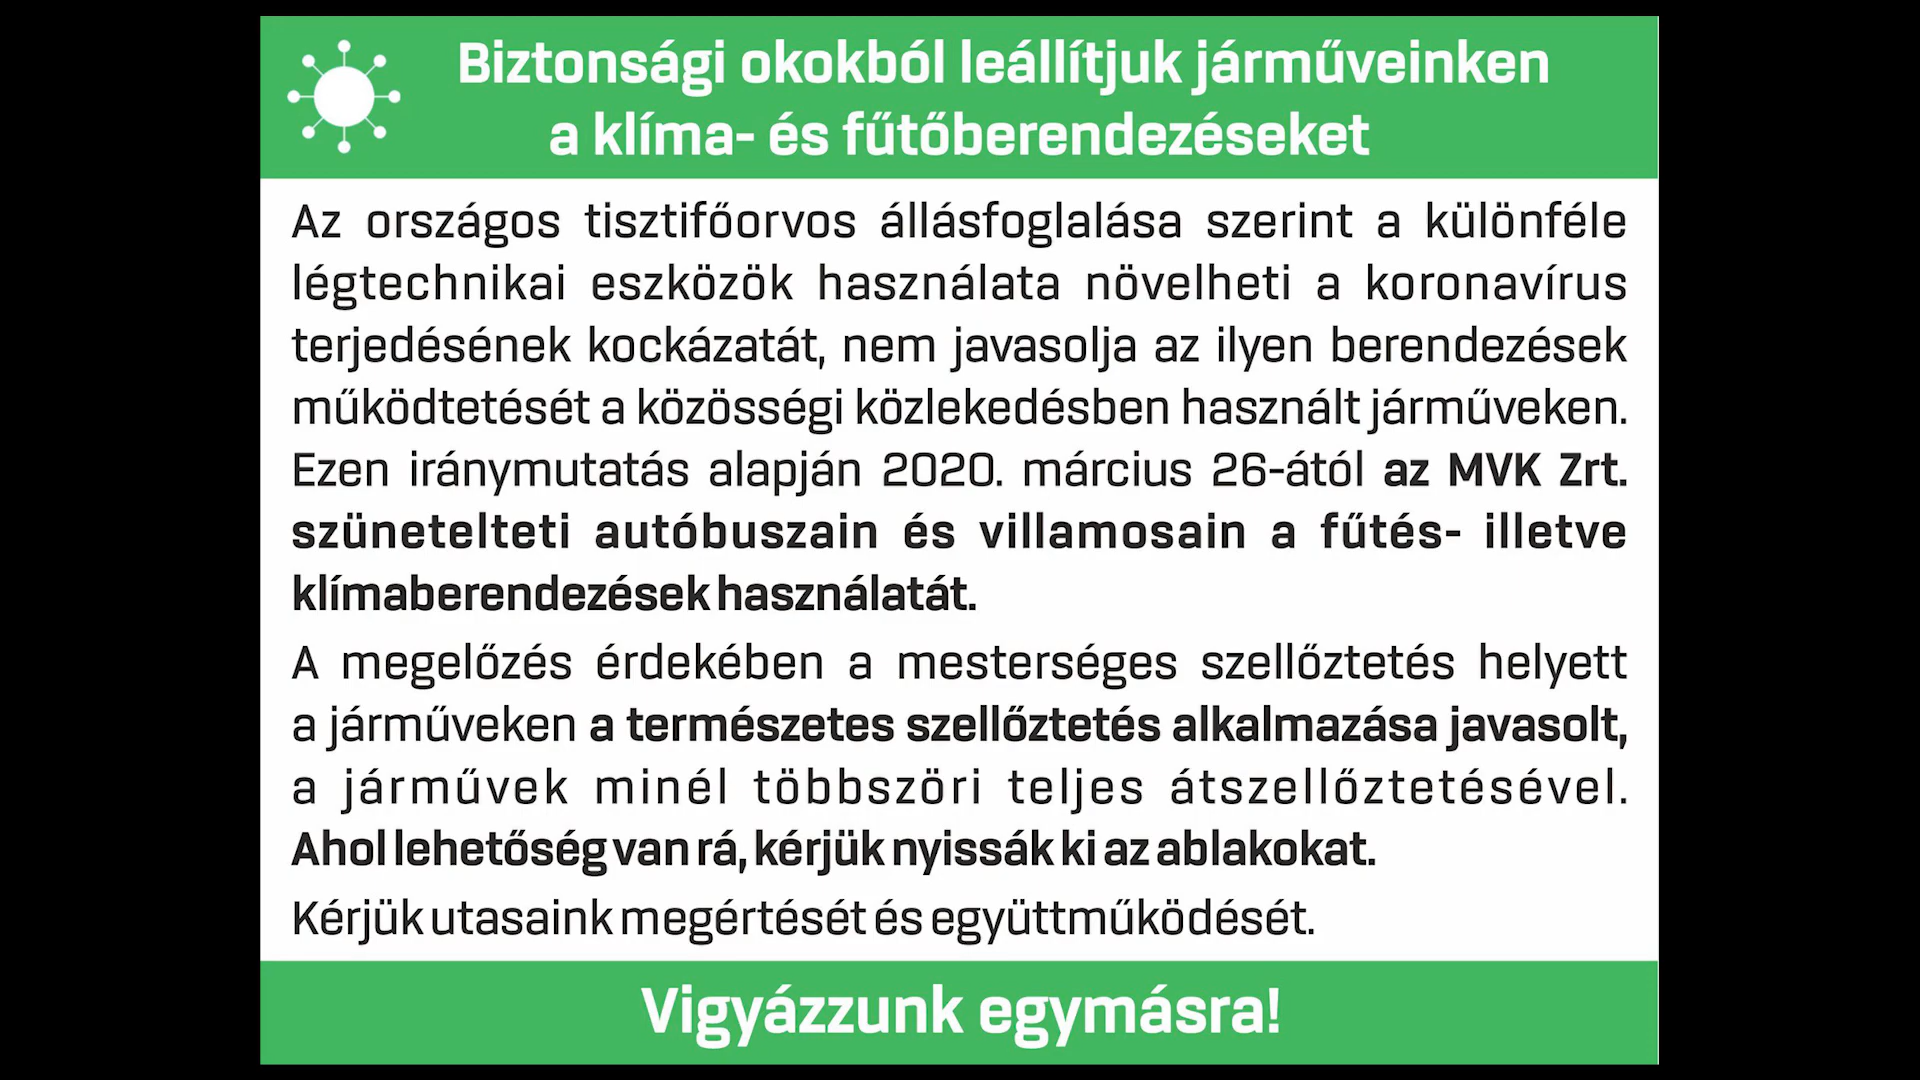 Biztonsági okokból leállítjuk járműveinken
a klíma- és fűtőberendezéseket
Az országos tisztifőorvos állásfoglalása szerint a különféle
légtechnikai eszközök használata növelheti a koronavírus
terjedésének kockázatát, nem javasolja az ilyen berendezések
működtetését a közösségi közlekedésben használt járműveken.
Ezen iránymutatás alapján 2020. március 26-ától az MVK Zrt.
szünetelteti autóbuszain és villamosain a fűtés- illetve
klímaberendezések használatát.
A megelőzés érdekében a mesterséges szellőztetés helyett
a járműveken a természetes szellőztetés alkalmazása javasolt,
a járművek minél többszöri teljes átszellőztetésével.
Ahol lehetőség van rá, kérjük nyissák ki az ablakokat.
Kérjük utasaink megértését és együttműködését.
Vigyázzunk egymásra!